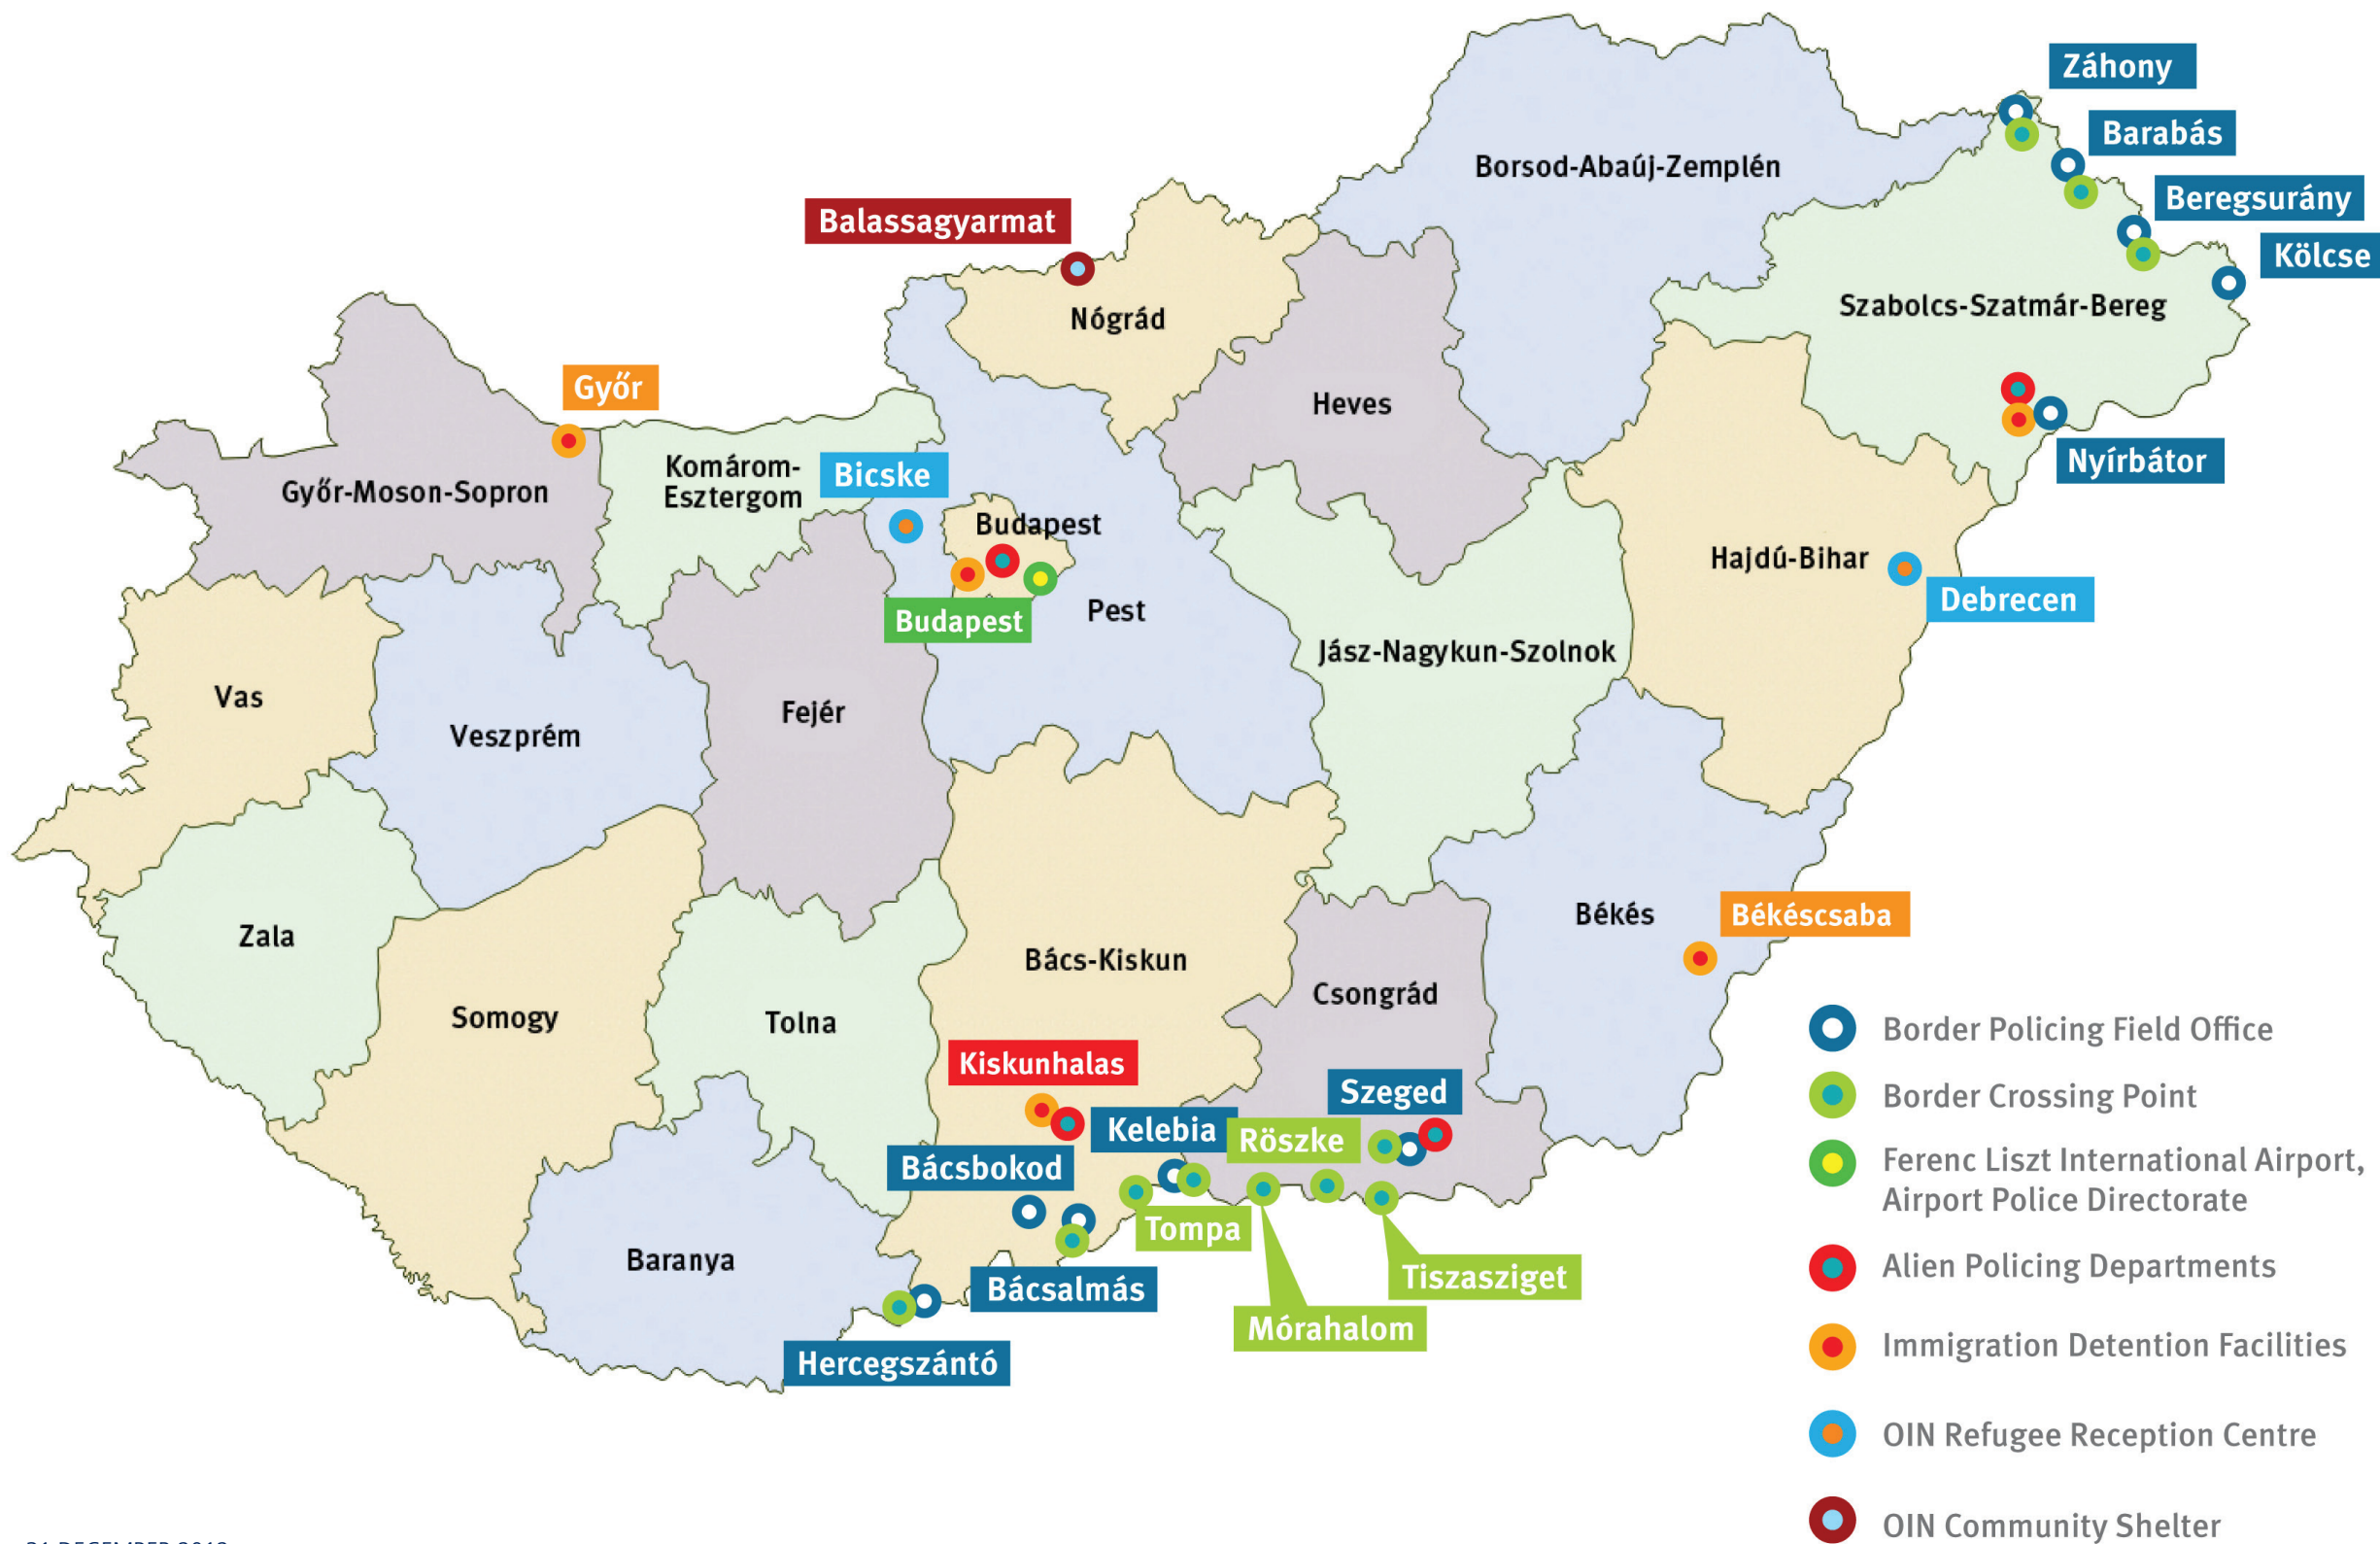 Záhony
Barabás
Borsod-Abaúj-Zemplén
Beregsurány
Balassagyarmat
Kölcse
Nógrád
Szabolcs-Szatmár-Bereg
Győr
Heves
Komárom-
Esztergom
Bicske
Nyírbátor
Győr-Moson-Sopron
Budapest
Hajdú-Bihar
Debrecen
Budapest
Pest
Jász-Nagykun-Szolnok
Vas
Fejér
Veszprém
Békés
Békéscsaba
Zala
Bács-Kiskun
Csongrád
Somogy
Tolna
Kiskunhalas
Szeged
Kelebia
Röszke
Bácsbokod
Tompa
Baranya
Tiszasziget
Bácsalmás
Mórahalom
Hercegszántó
Border Policing Field Office
Border Crossing Point
Ferenc Liszt International Airport,
Airport Police Directorate
Alien Policing Departments
Immigration Detention Facilities
OIN Refugee Reception Centre
OIN Community Shelter